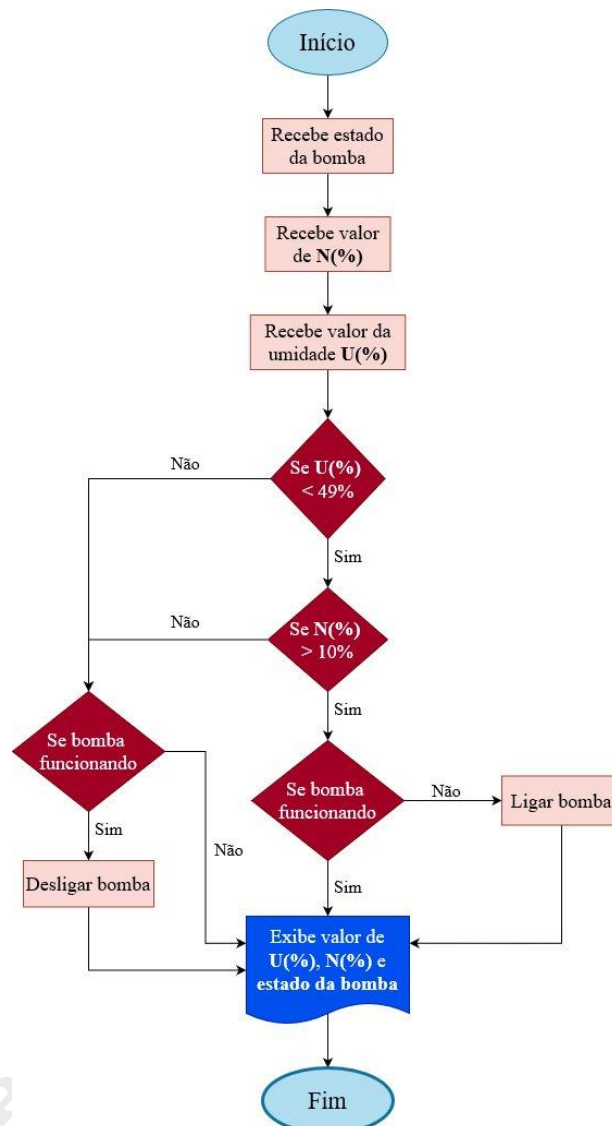 Início
Recebe estado
da bomba
Recebe valor
de N(%)
Recebe valor da
umidade U(%)
Se U(%)
< 49%
Não
Sim
Se N(%)
> 10%
Não
Sim
Se bomba
funcionando
Sim
Não
Desligar bomba
Se bomba
funcionando
Não
Sim
Ligar bomba
Exibe valor de
U(%), N(%) e
estado da bomba
Fim